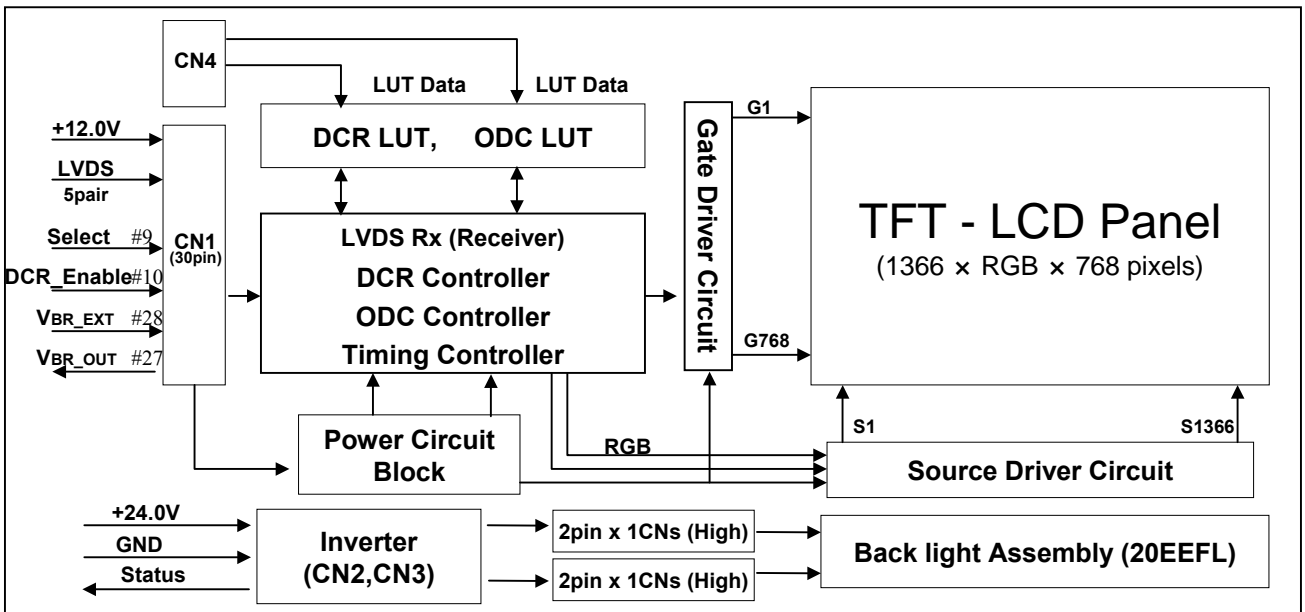 CN4
LUT Data
LUT Data
DCR LUT, ODC LUT
+12.0V
LVDS
5pair
Select #9
DCR_Enable#10
VBR_EXT #28
VBR_OUT #27
CN1
(30pin)
LVDS Rx (Receiver)
DCR Controller
ODC Controller
Timing Controller
Gate Driver Circuit
G1
G768
TFT - LCD Panel
(1366 × RGB × 768 pixels)
S1
S1366
Power Circuit
Block
RGB
Source Driver Circuit
+24.0V
GND
Status
Inverter
(CN2,CN3)
2pin x 1CNs (High)
2pin x 1CNs (High)
Back light Assembly (20EEFL)